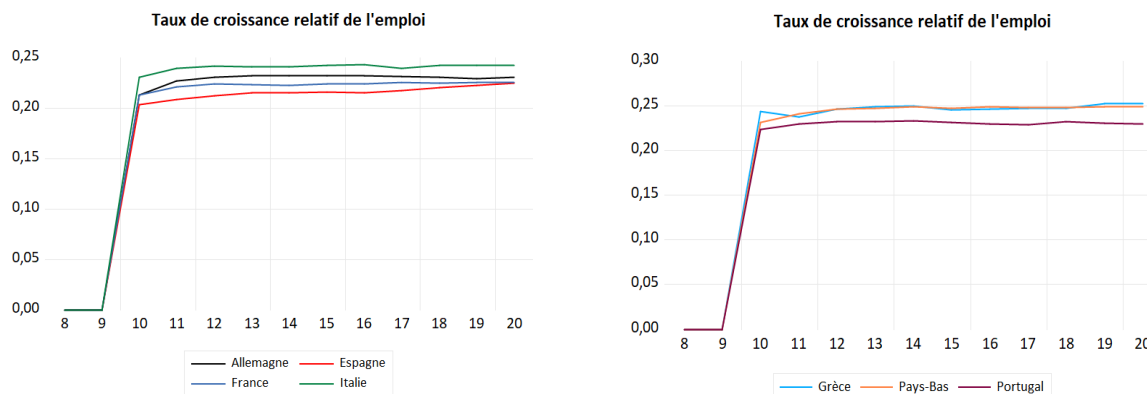 Taux de croissance relatif de l'emploi
0,25
0,20
0,15
0,10
0,05
0,00
8 9 10 11 12 13 14 15 16 17 18 19 20
Allemagne Espagne
France Italie
Taux de croissance relatif de l'emploi
0,30
0,25
0,20
0,15
0,10
0,05
0,00
8 9 10 11 12 13 14 15 16 17 18 19 20
Grèce Pays-Bas Portugal